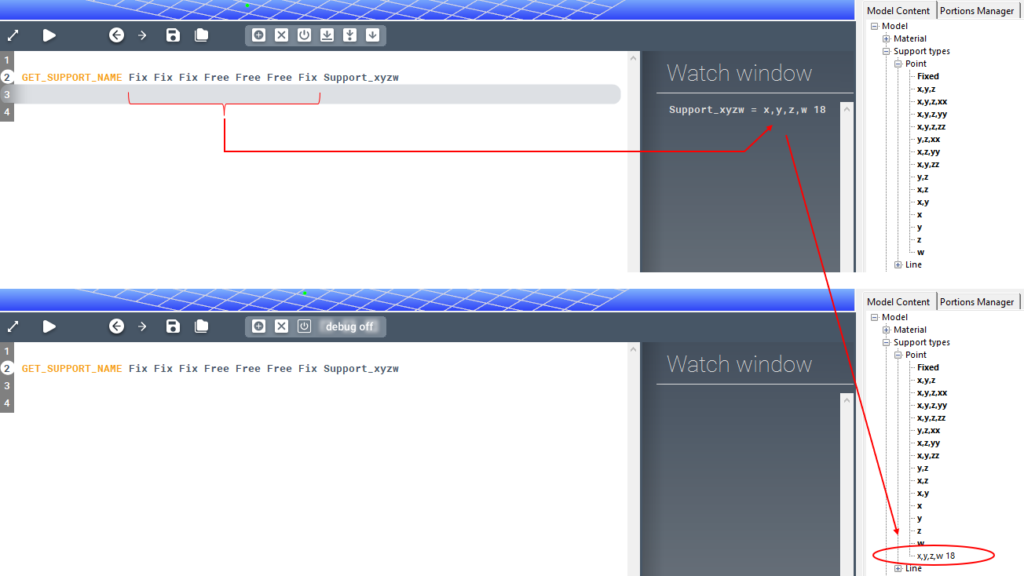 Model Content Portions Manager
Model
Material
Support types
Point
Fixed
x,y,z
x,y,z,xx
x,y,z,yy
x,y,z,zz
y,z,xx
x,z,yy
x,y,zz
y,z
x,z
x,y
x
y
z
w
Line
1
2 GET_SUPPORT_NAME Fix Fix Fix Free Free Free Fix Support_xyzw
3
4
Watch window
Support_xyzw = x,y,z,w 18
Model Content Portions Manager
Model
Material
Support types
Point
Fixed
x,y,z
x,y,z,xx
x,y,z,yy
x,y,z,zz
y,z,xx
x,z,yy
x,y,zz
y,z
x,z
x,y
x
y
z
w
x,y,z,w 18
Line
debug off
1
2 GET_SUPPORT_NAME Fix Fix Fix Free Free Free Fix Support_xyzw
3
4
Watch window